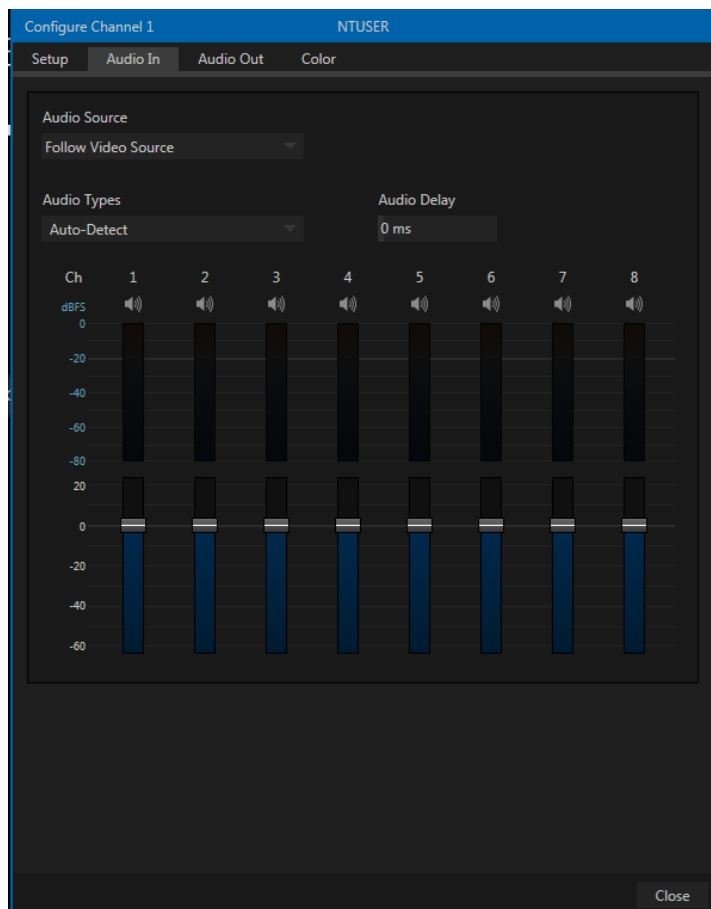 Configure Channel 1 NTUSER
Setup Audio In Audio Out Color
Audio Source
Follow Video Source
Audio Types Audio Delay
Auto-Detect 0 ms
Ch 1 2 3 4 5 6 7 8
dBFS
0
-20
-40
-60
-80
20
0
-20
-40
-60
Close